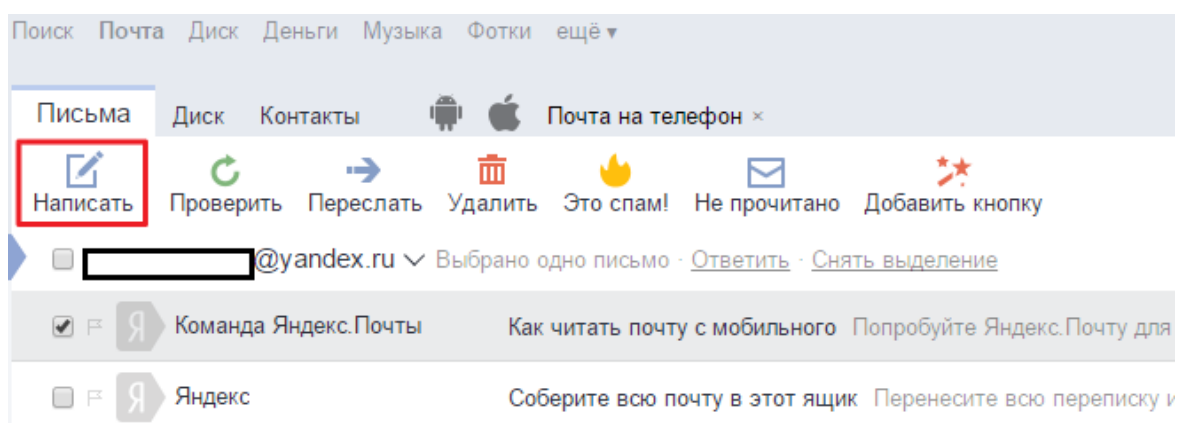 Поиск Почта Диск Деньги Музыка Фотки ещё ▾
Письма Диск Контакты Почта на телефон ×
Написать Проверить Переслать Удалить Это спам! Не прочитано Добавить кнопку
@yandex.ru Выбрано одно письмо · Ответить · Снять выделение
Я Команда Яндекс.Почты Как читать почту с мобильного Попробуйте Яндекс.Почту для
Я Яндекс Соберите всю почту в этот ящик Перенесите всю переписку и